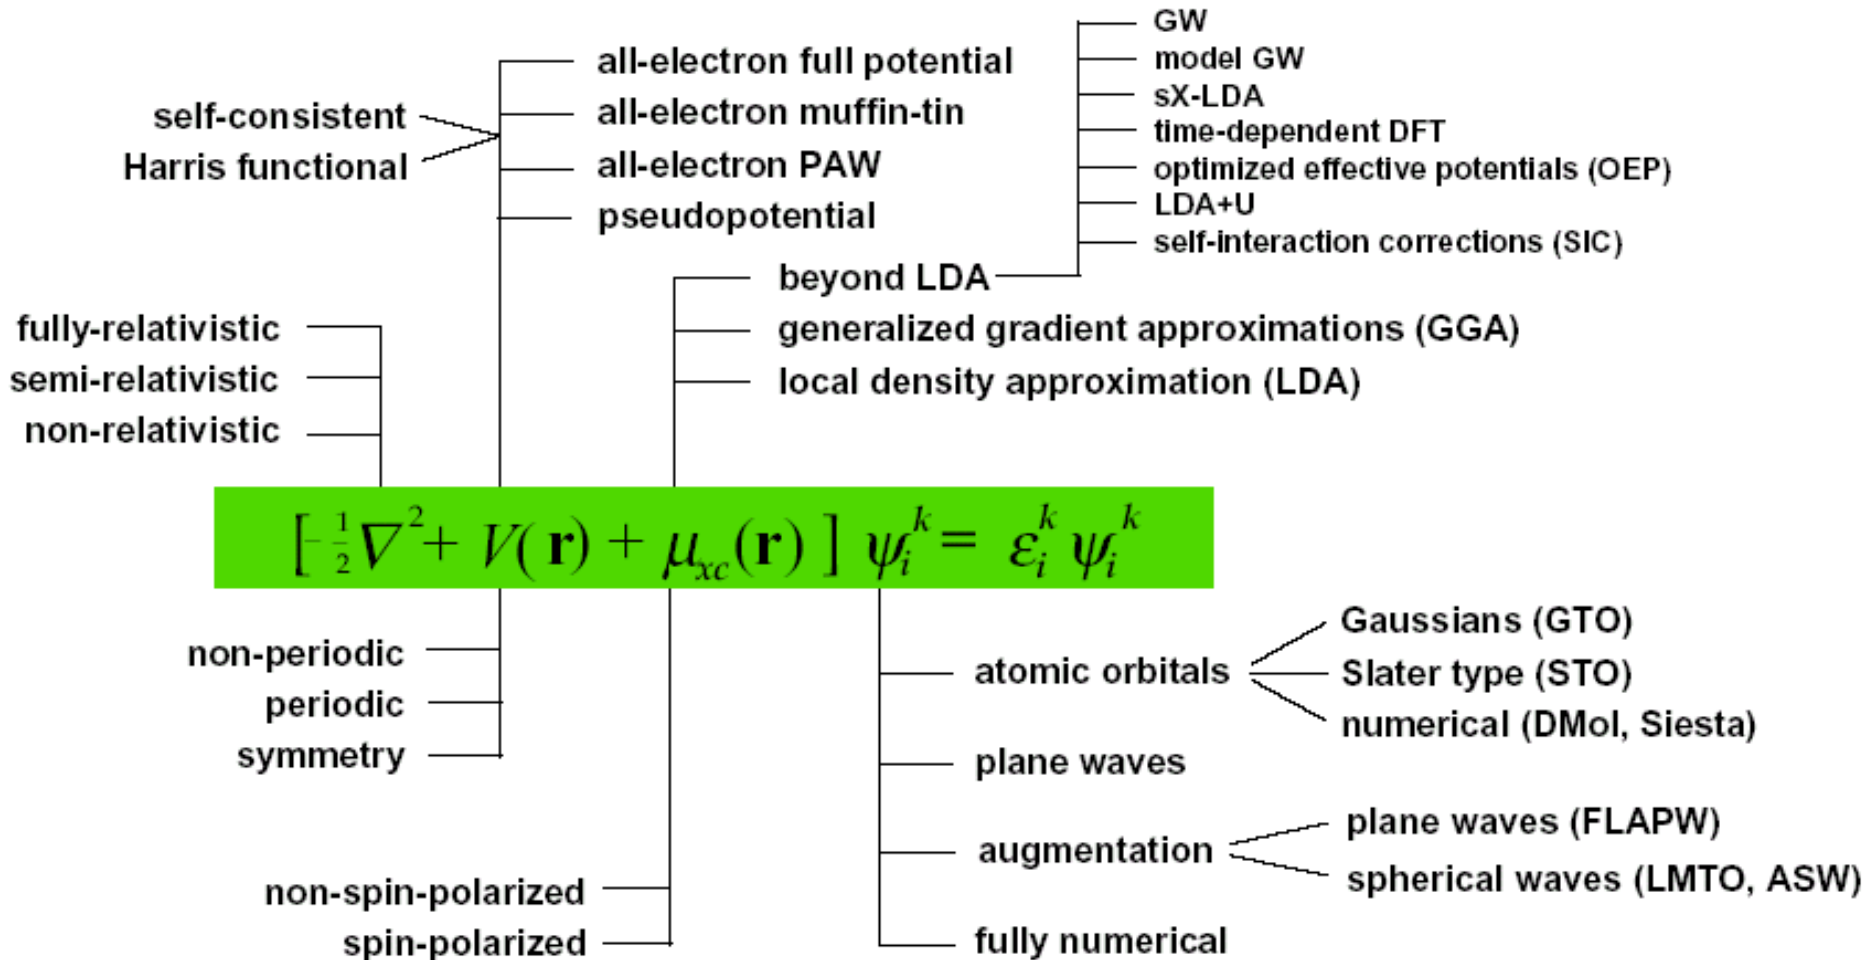 GW
model GW
sX-LDA
time-dependent DFT
optimized effective potentials (OEP)
LDA+U
self-interaction corrections (SIC)
all-electron full potential
all-electron muffin-tin
all-electron PAW
pseudopotential
self-consistent
Harris functional
beyond LDA
generalized gradient approximations (GGA)
local density approximation (LDA)
fully-relativistic
semi-relativistic
non-relativistic
[-½∇² + V(r) + μ_xc(r)] ψ_i^k = ε_i^k ψ_i^k
non-periodic
periodic
symmetry
non-spin-polarized
spin-polarized
atomic orbitals
Gaussians (GTO)
Slater type (STO)
numerical (DMol, Siesta)
plane waves
augmentation
plane waves (FLAPW)
spherical waves (LMTO, ASW)
fully numerical